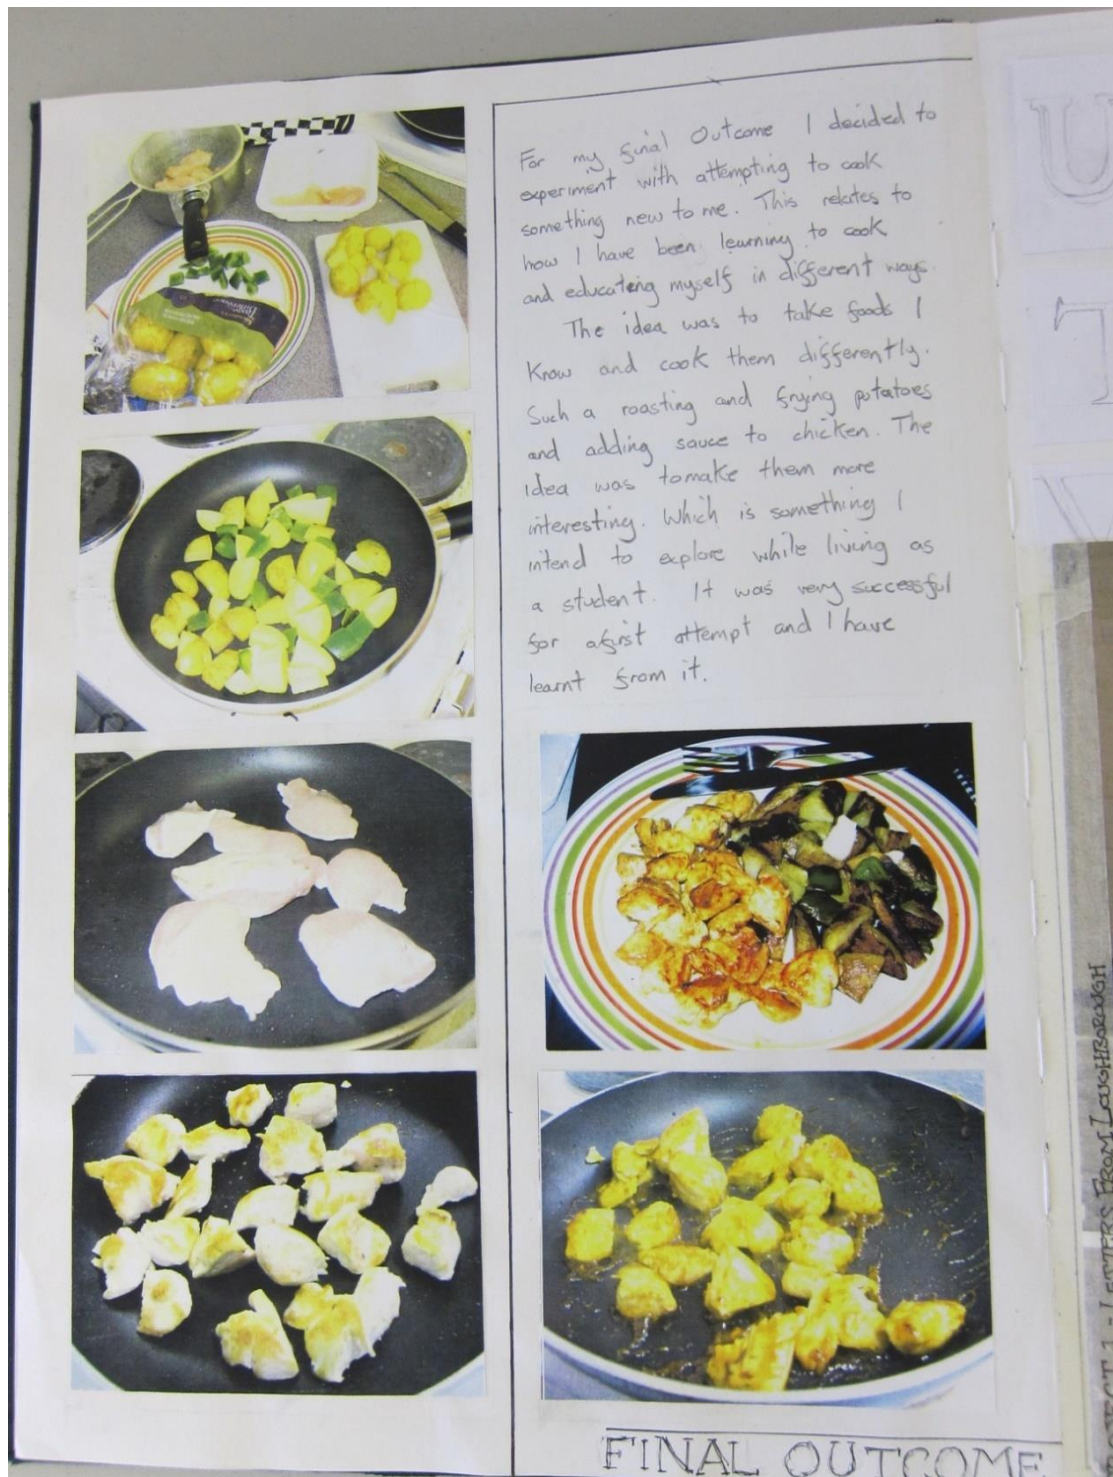 For my final Outcome I decided to
experiment with attempting to cook
something new to me. This relates to
how I have been learning to cook
and educating myself in different ways.
The idea was to take foods I
Know and cook them differently.
Such a roasting and frying potatoes
and adding sauce to chicken. The
idea was tomake them more
interesting. Which is something I
intend to explore while living as
a student. It was very successful
for afirst attempt and I have
learnt from it.
FINAL OUTCOME
U
T
LETTERS FROM LOUGHBOROUGH